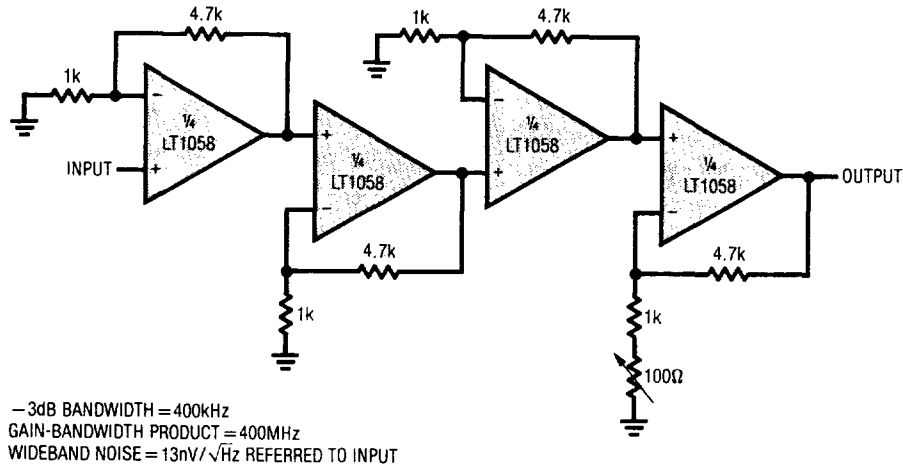 4.7k
1k
4.7k
1k
−
¼
LT1058
+
INPUT
+
¼
LT1058
−
4.7k
1k
−
¼
LT1058
+
+
¼
LT1058
−
OUTPUT
4.7k
1k
100Ω
−3dB BANDWIDTH = 400kHz
GAIN-BANDWIDTH PRODUCT = 400MHz
WIDEBAND NOISE = 13nV/√Hz REFERRED TO INPUT